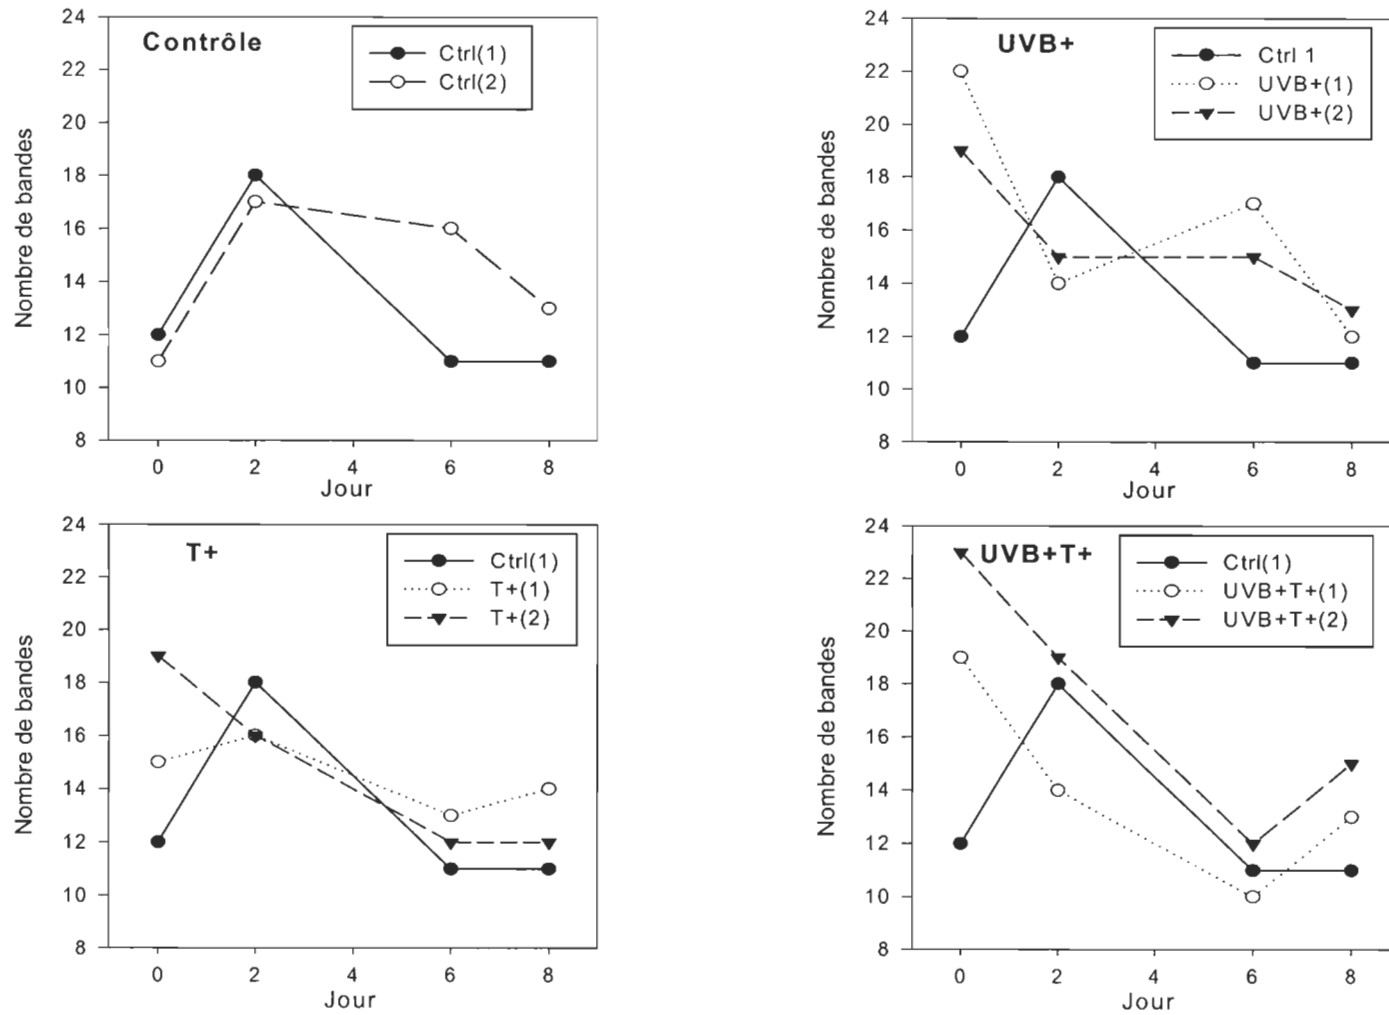 Contrôle
Ctrl(1)
Ctrl(2)
Nombre de bandes
24
22
20
18
16
14
12
10
8
0 2 4 6 8
Jour
UVB+
Ctrl 1
UVB+(1)
UVB+(2)
Nombre de bandes
24
22
20
18
16
14
12
10
8
0 2 4 6 8
Jour
T+
Ctrl(1)
T+(1)
T+(2)
Nombre de bandes
24
22
20
18
16
14
12
10
8
0 2 4 6 8
Jour
UVB+T+
Ctrl(1)
UVB+T+(1)
UVB+T+(2)
Nombre de bandes
24
22
20
18
16
14
12
10
8
0 2 4 6 8
Jour